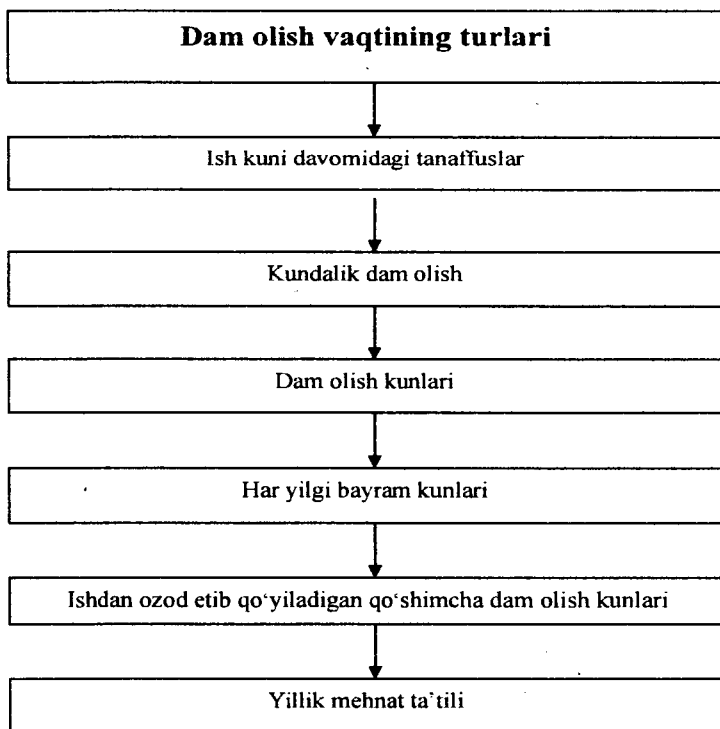 Dam olish vaqtining turlari
Ish kuni davomidagi tanaffuslar
Kundalik dam olish
Dam olish kunlari
Har yilgi bayram kunlari
Ishdan ozod etib qo‘yiladigan qo‘shimcha dam olish kunlari
Yillik mehnat ta’tili